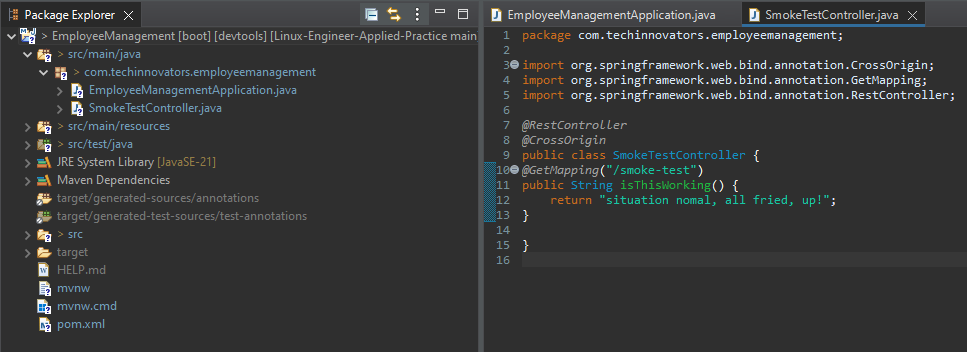 Package Explorer
EmployeeManagement [boot] [devtools] [Linux-Engineer-Applied-Practice main
> src/main/java
> com.techinnovators.employeemanagement
EmployeeManagementApplication.java
SmokeTestController.java
> src/main/resources
> src/test/java
JRE System Library [JavaSE-21]
Maven Dependencies
target/generated-sources/annotations
target/generated-test-sources/test-annotations
> src
target
HELP.md
mvnw
mvnw.cmd
pom.xml
EmployeeManagementApplication.java
SmokeTestController.java
1 package com.techinnovators.employeemanagement;
2
3 import org.springframework.web.bind.annotation.CrossOrigin;
4 import org.springframework.web.bind.annotation.GetMapping;
5 import org.springframework.web.bind.annotation.RestController;
6
7 @RestController
8 @CrossOrigin
9 public class SmokeTestController {
10 @GetMapping("/smoke-test")
11 public String isThisWorking() {
12 return "situation nomal, all fried, up!";
13 }
14
15 }
16